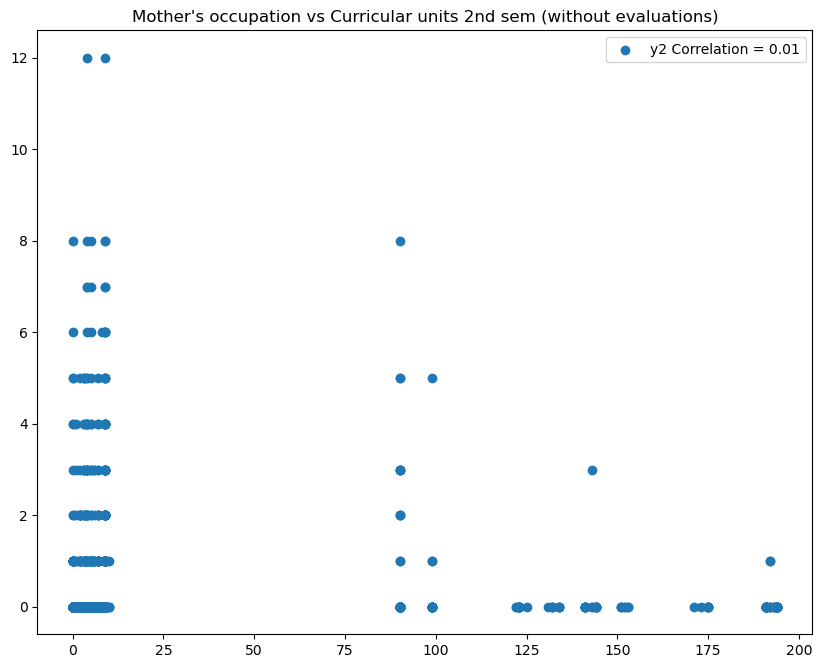 Mother's occupation vs Curricular units 2nd sem (without evaluations)
y2 Correlation = 0.01
12
10
8
6
4
2
0
0 25 50 75 100 125 150 175 200